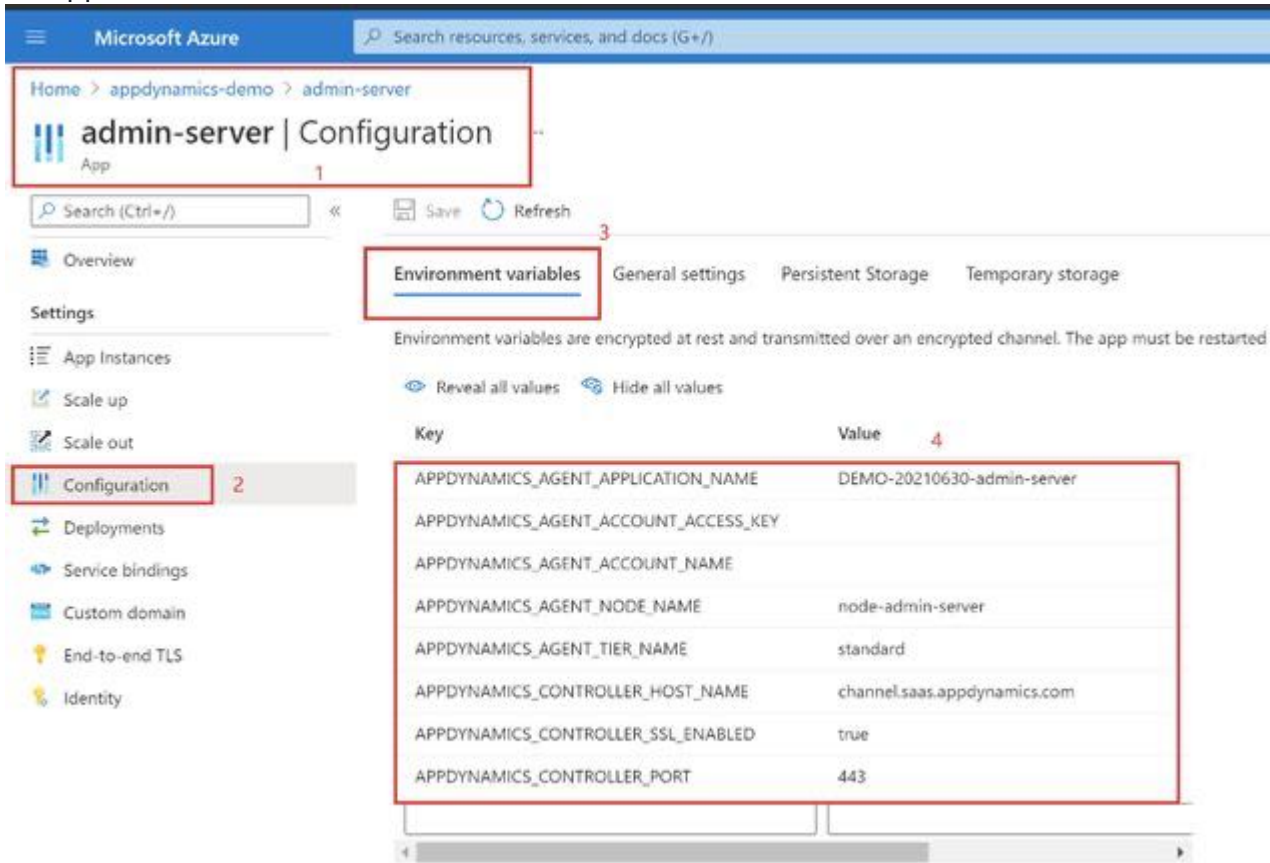 Microsoft Azure
Search resources, services, and docs (G+/)
Home > appdynamics-demo > admin-server
admin-server | Configuration ...
App
1
Search (Ctrl+/) «
Save Refresh
3
Overview
Environment variables General settings Persistent Storage Temporary storage
Settings
Environment variables are encrypted at rest and transmitted over an encrypted channel. The app must be restarted
App Instances
Reveal all values Hide all values
Scale up
Key Value 4
Scale out
APPDYNAMICS_AGENT_APPLICATION_NAME DEMO-20210630-admin-server
Configuration 2
APPDYNAMICS_AGENT_ACCOUNT_ACCESS_KEY
Deployments
APPDYNAMICS_AGENT_ACCOUNT_NAME
Service bindings
APPDYNAMICS_AGENT_NODE_NAME node-admin-server
Custom domain
APPDYNAMICS_AGENT_TIER_NAME standard
End-to-end TLS
APPDYNAMICS_CONTROLLER_HOST_NAME channel.saas.appdynamics.com
Identity
APPDYNAMICS_CONTROLLER_SSL_ENABLED true
APPDYNAMICS_CONTROLLER_PORT 443